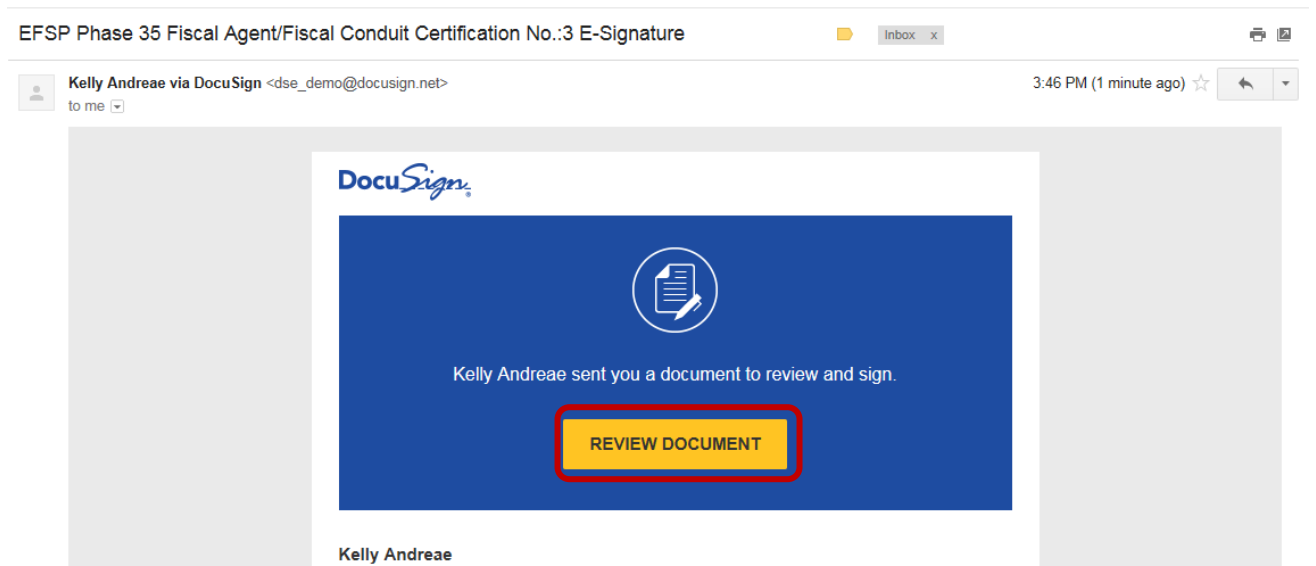 EFSP Phase 35 Fiscal Agent/Fiscal Conduit Certification No.:3 E-Signature
Inbox x
Kelly Andreae via DocuSign <dse_demo@docusign.net>
3:46 PM (1 minute ago)
to me
DocuSign®
Kelly Andreae sent you a document to review and sign.
REVIEW DOCUMENT
Kelly Andreae